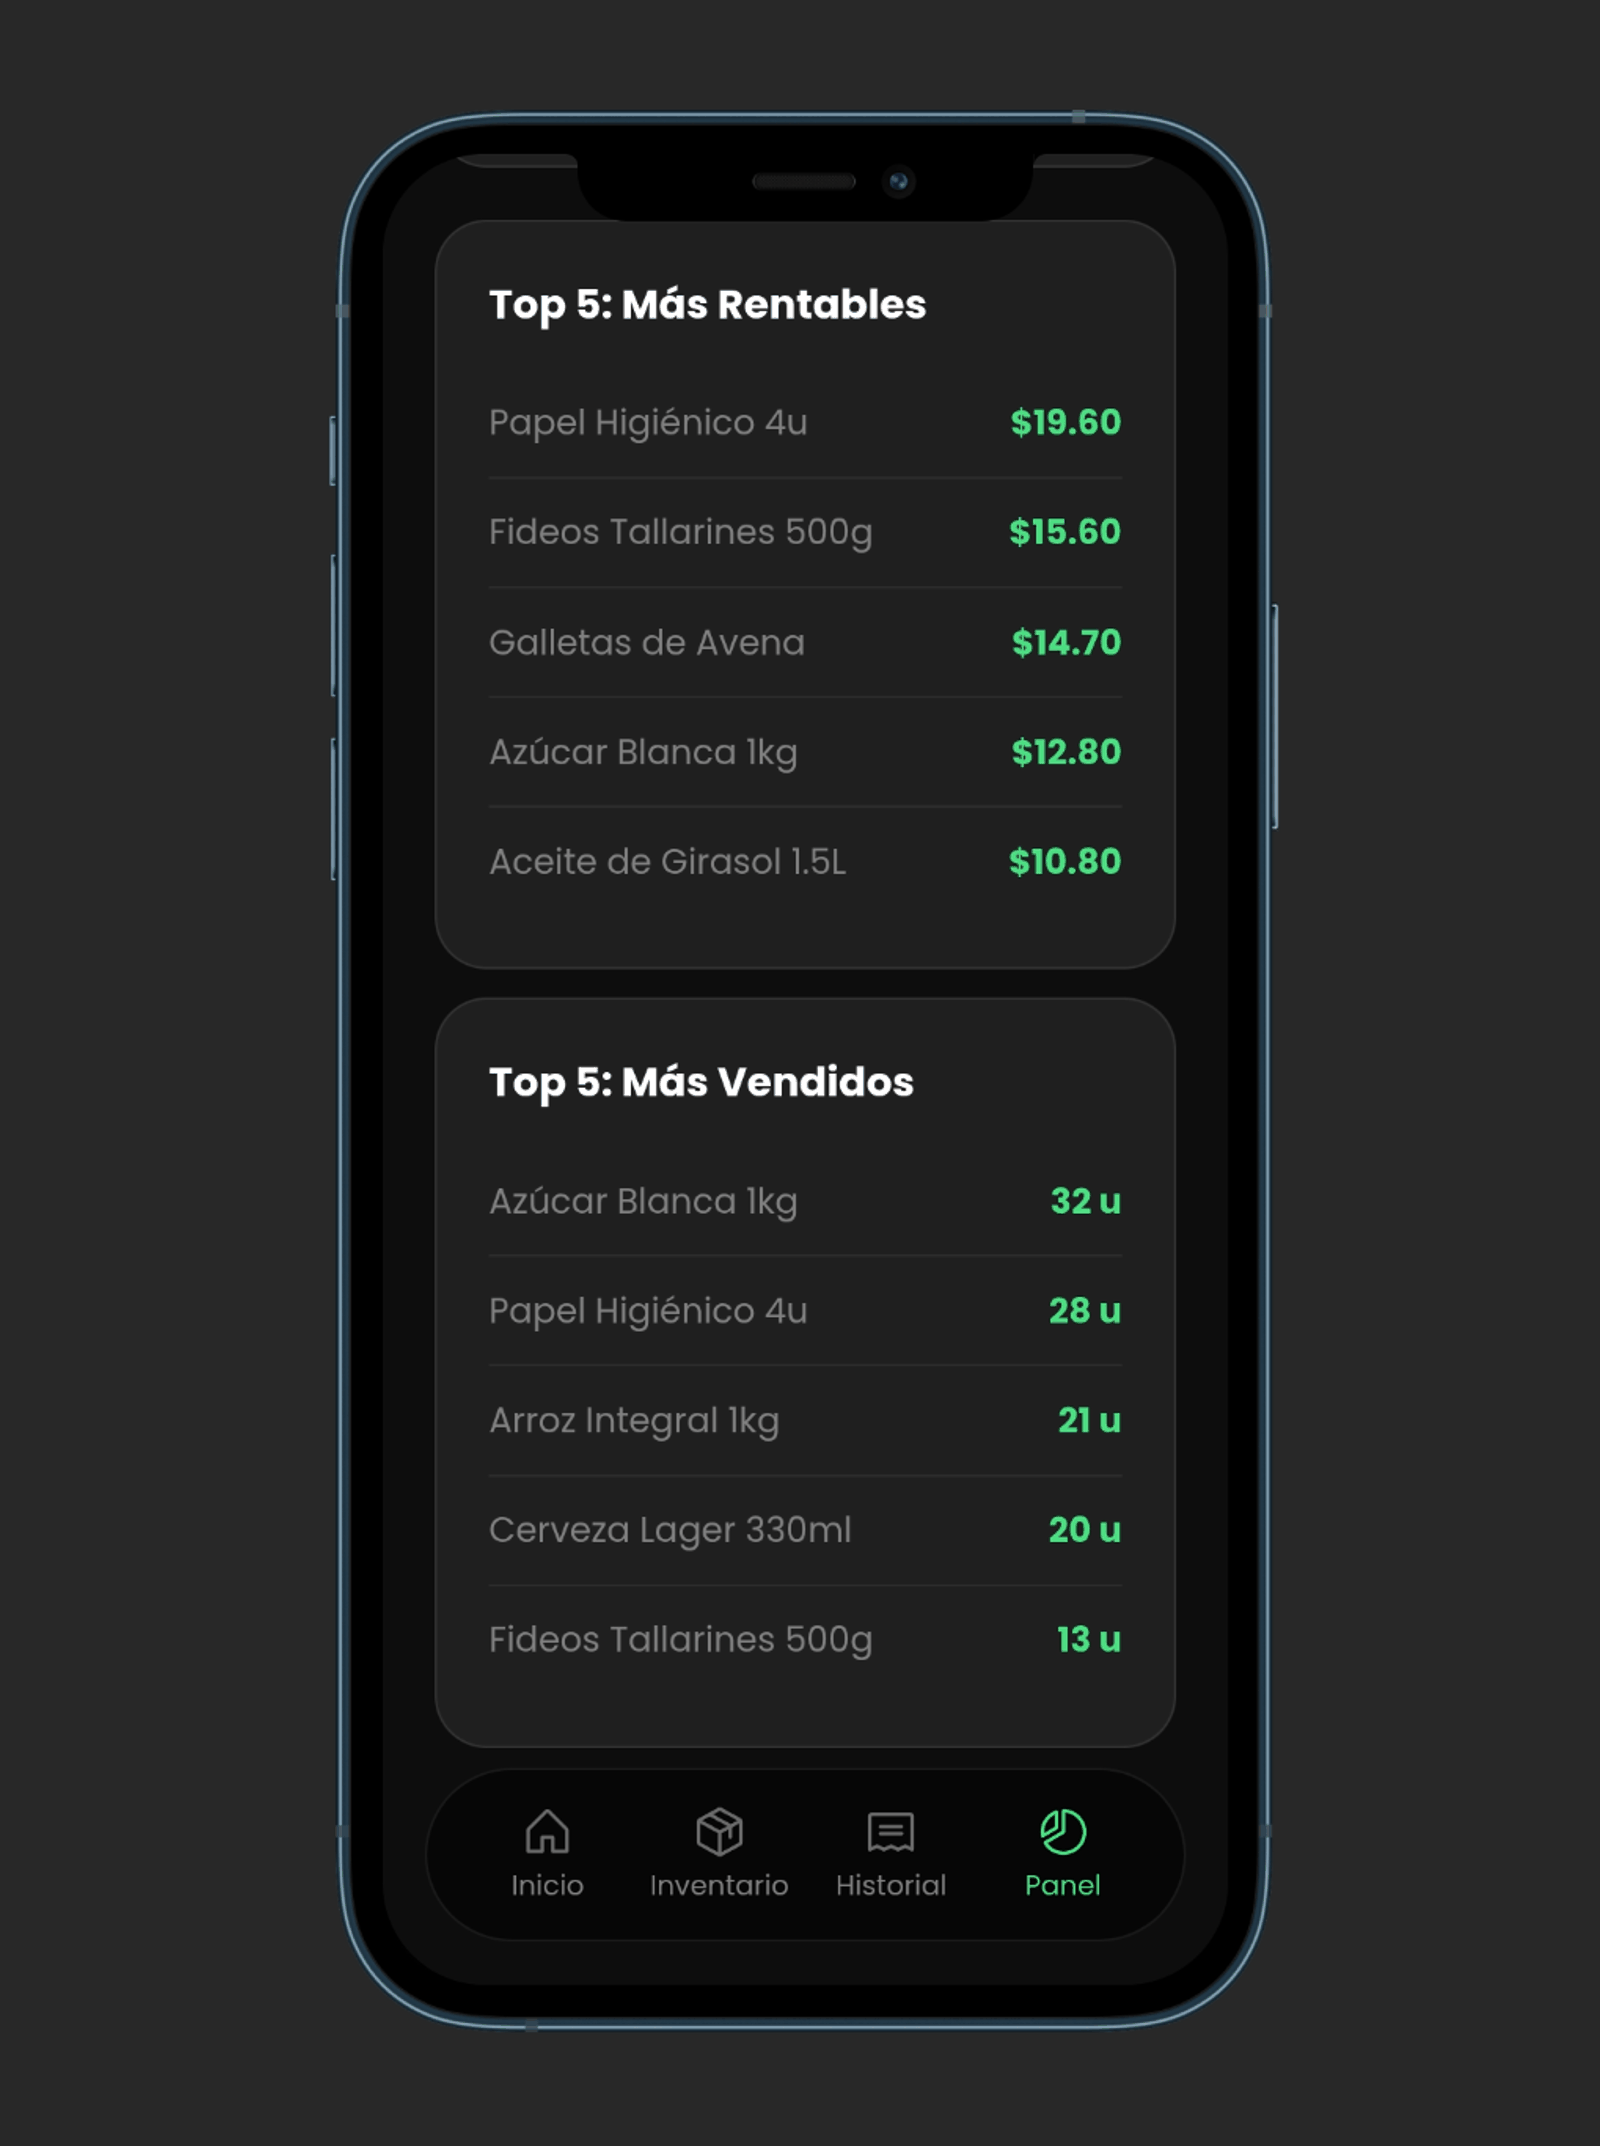 Top 5: Más Rentables
Papel Higiénico 4u $19.60
Fideos Tallarines 500g $15.60
Galletas de Avena $14.70
Azúcar Blanca 1kg $12.80
Aceite de Girasol 1.5L $10.80
Top 5: Más Vendidos
Azúcar Blanca 1kg 32 u
Papel Higiénico 4u 28 u
Arroz Integral 1kg 21 u
Cerveza Lager 330ml 20 u
Fideos Tallarines 500g 13 u
Inicio Inventario Historial Panel